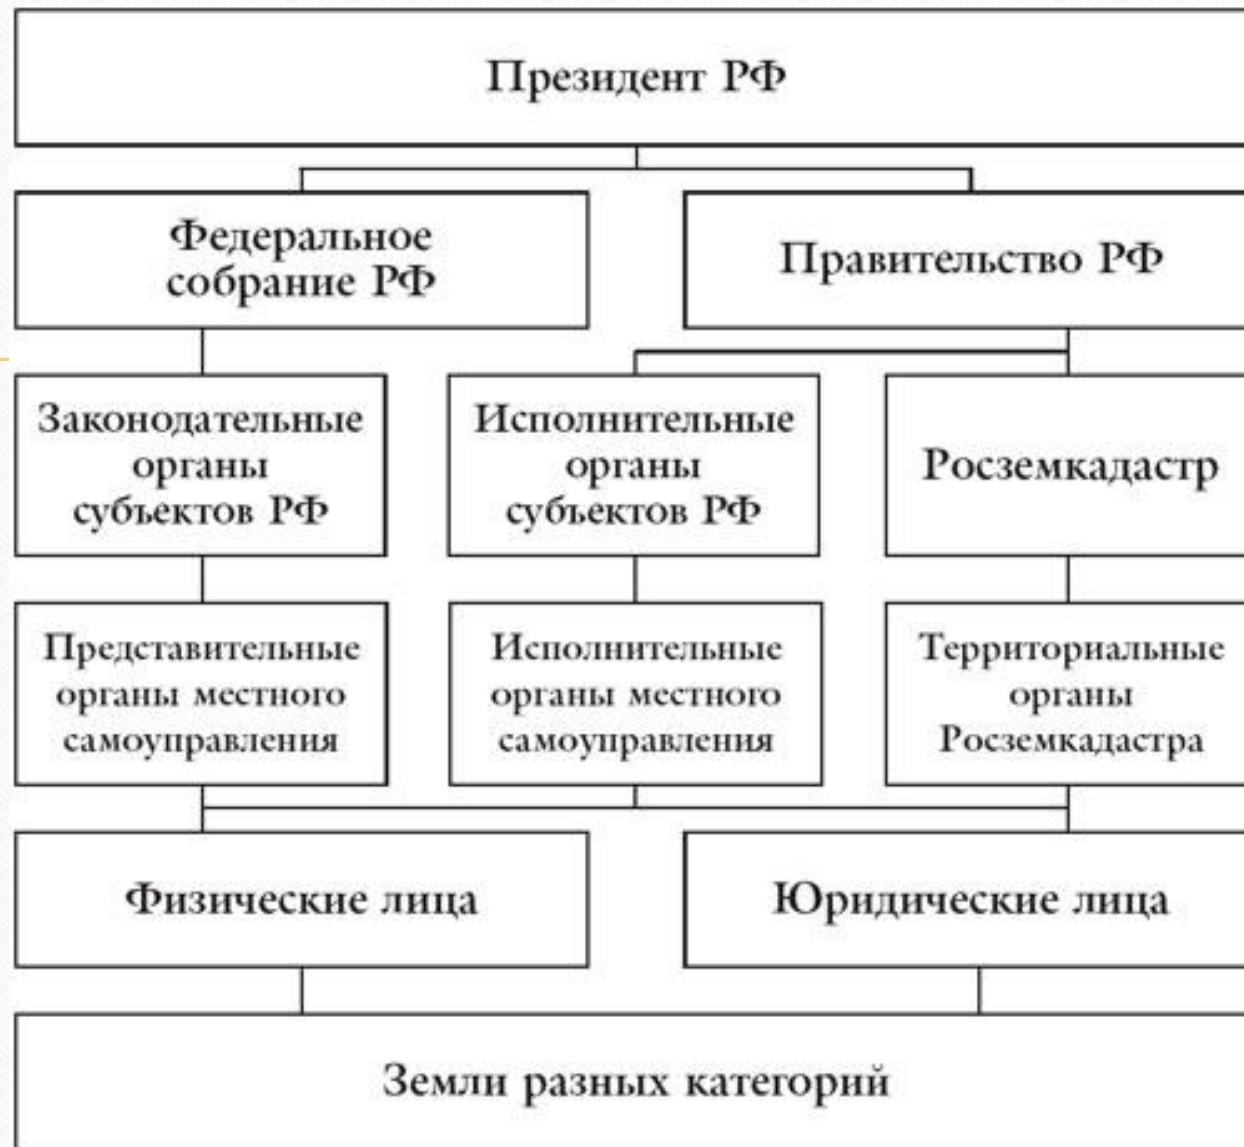 Президент РФ
Федеральное
собрание РФ
Правительство РФ
Законодательные
органы
субъектов РФ
Исполнительные
органы
субъектов РФ
Росземкадастр
Представительные
органы местного
самоуправления
Исполнительные
органы местного
самоуправления
Территориальные
органы
Росземкадастра
Физические лица
Юридические лица
Земли разных категорий